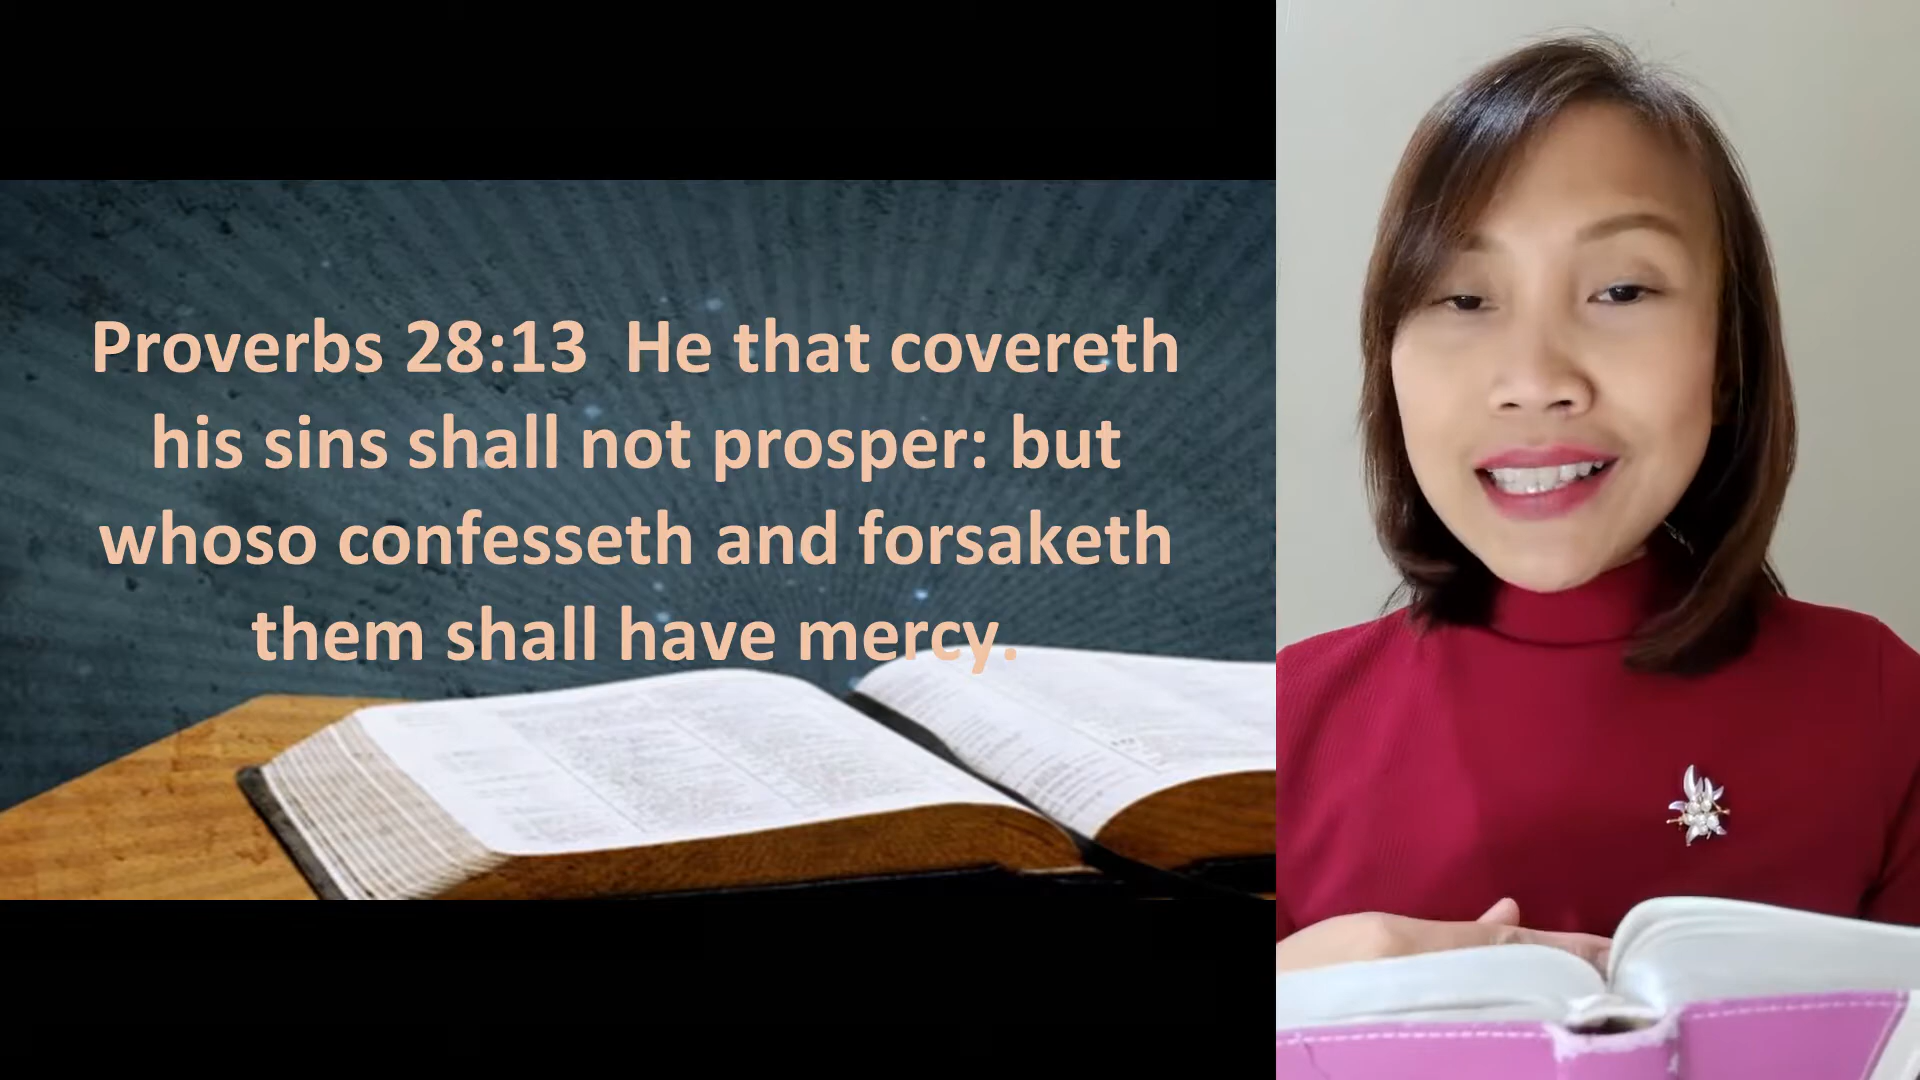 Proverbs 28:13  He that covereth
his sins shall not prosper: but
whoso confesseth and forsaketh
them shall have mercy.